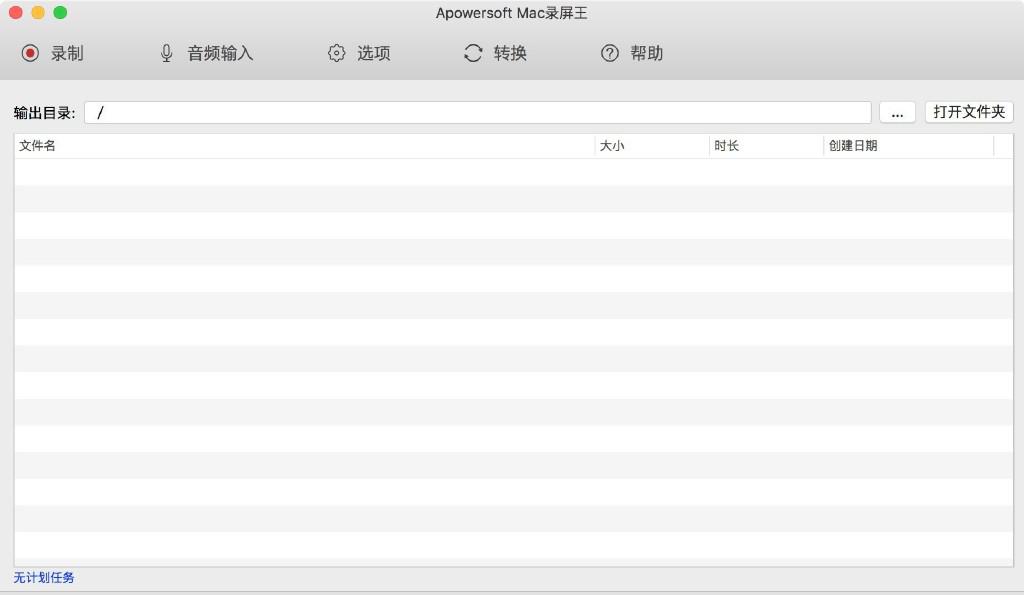 Apowersoft Mac录屏王
录制 音频输入 选项 转换 帮助
输出目录: / ... 打开文件夹
文件名 大小 时长 创建日期
无计划任务